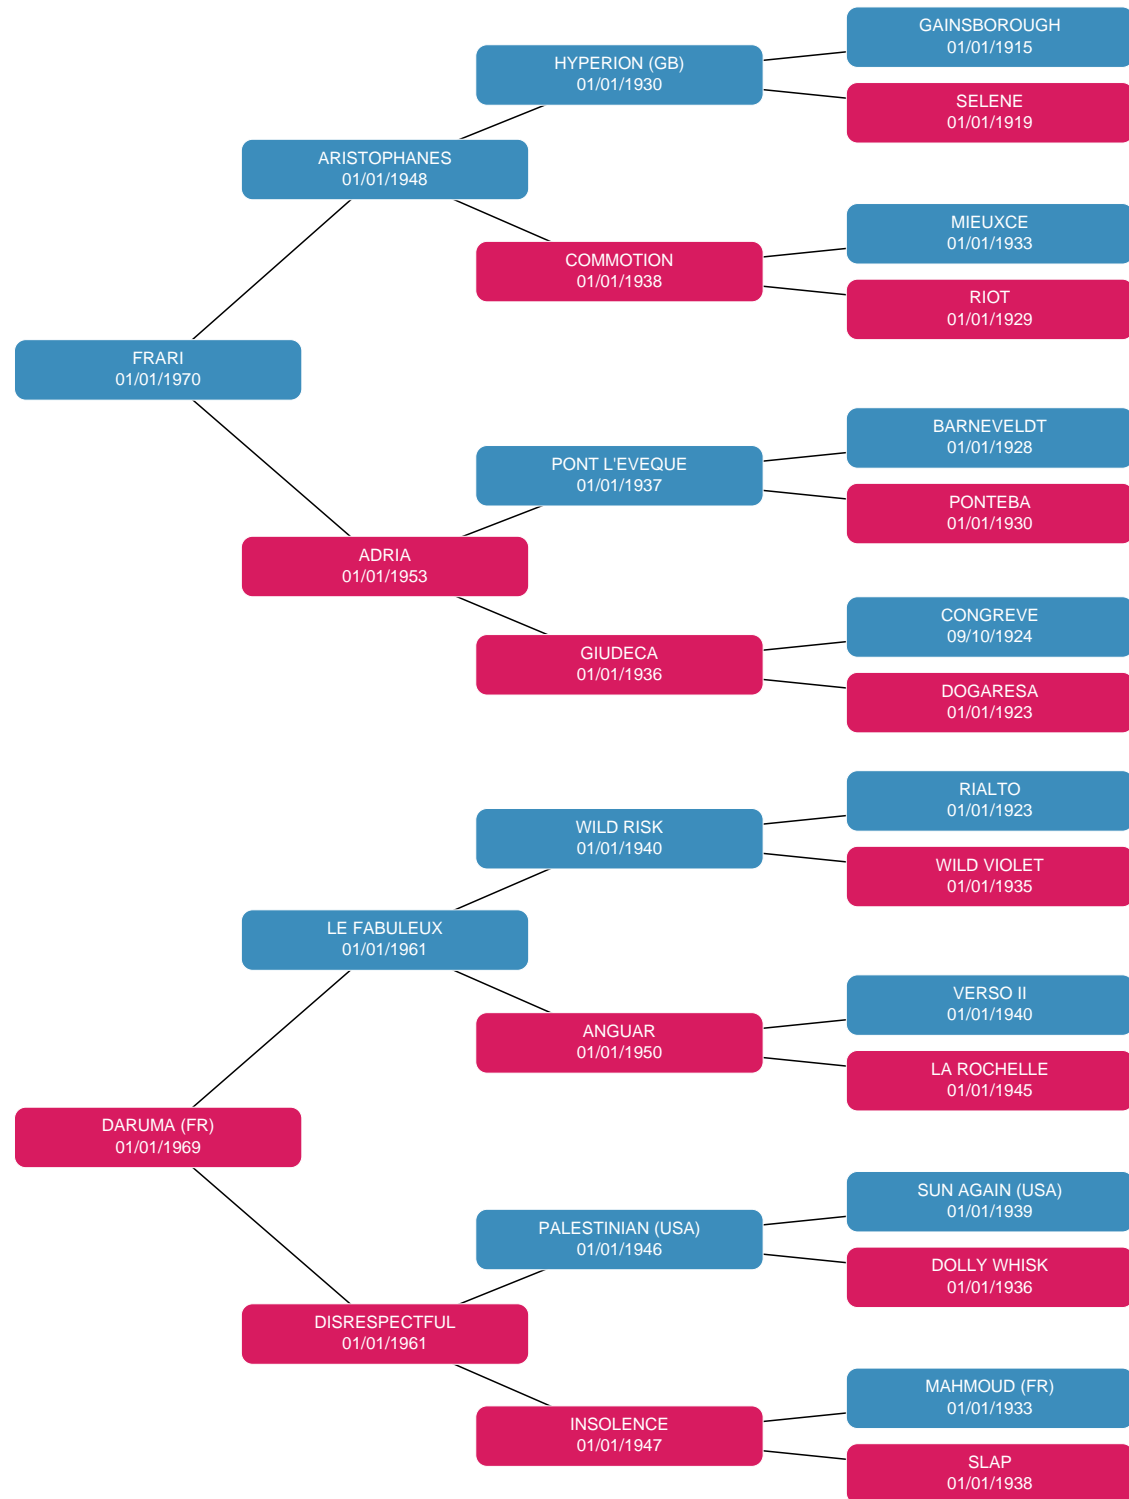 GAINSBOROUGH
01/01/1915
HYPERION (GB)
01/01/1930
SELENE
01/01/1919
ARISTOPHANES
01/01/1948
MIEUXCE
01/01/1933
COMMOTION
01/01/1938
RIOT
01/01/1929
FRARI
01/01/1970
BARNEVELDT
01/01/1928
PONT L'EVEQUE
01/01/1937
PONTEBA
01/01/1930
ADRIA
01/01/1953
CONGREVE
09/10/1924
GIUDECA
01/01/1936
DOGARESA
01/01/1923
RIALTO
01/01/1923
WILD RISK
01/01/1940
WILD VIOLET
01/01/1935
LE FABULEUX
01/01/1961
VERSO II
01/01/1940
ANGUAR
01/01/1950
LA ROCHELLE
01/01/1945
DARUMA (FR)
01/01/1969
SUN AGAIN (USA)
01/01/1939
PALESTINIAN (USA)
01/01/1946
DOLLY WHISK
01/01/1936
DISRESPECTFUL
01/01/1961
MAHMOUD (FR)
01/01/1933
INSOLENCE
01/01/1947
SLAP
01/01/1938